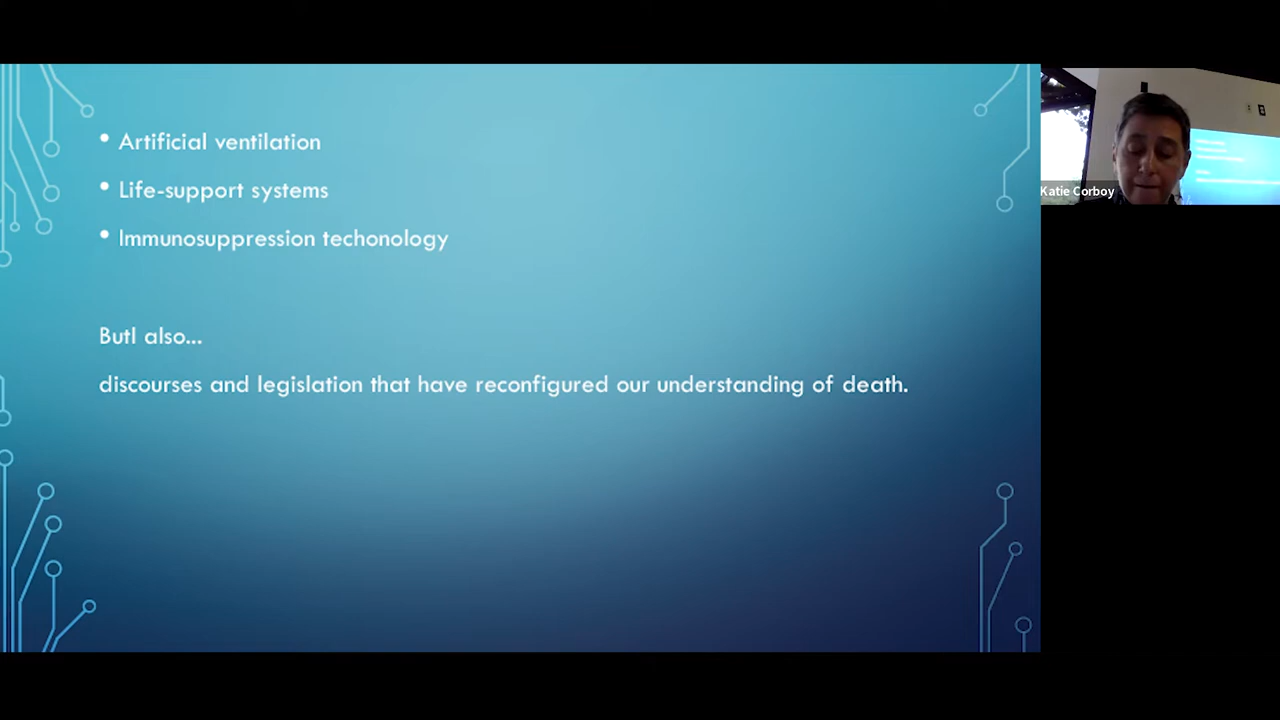 • Artificial ventilation
• Life-support systems
• Immunosuppression techonology
ButI also...
discourses and legislation that have reconfigured our understanding of death.
Katie Corboy